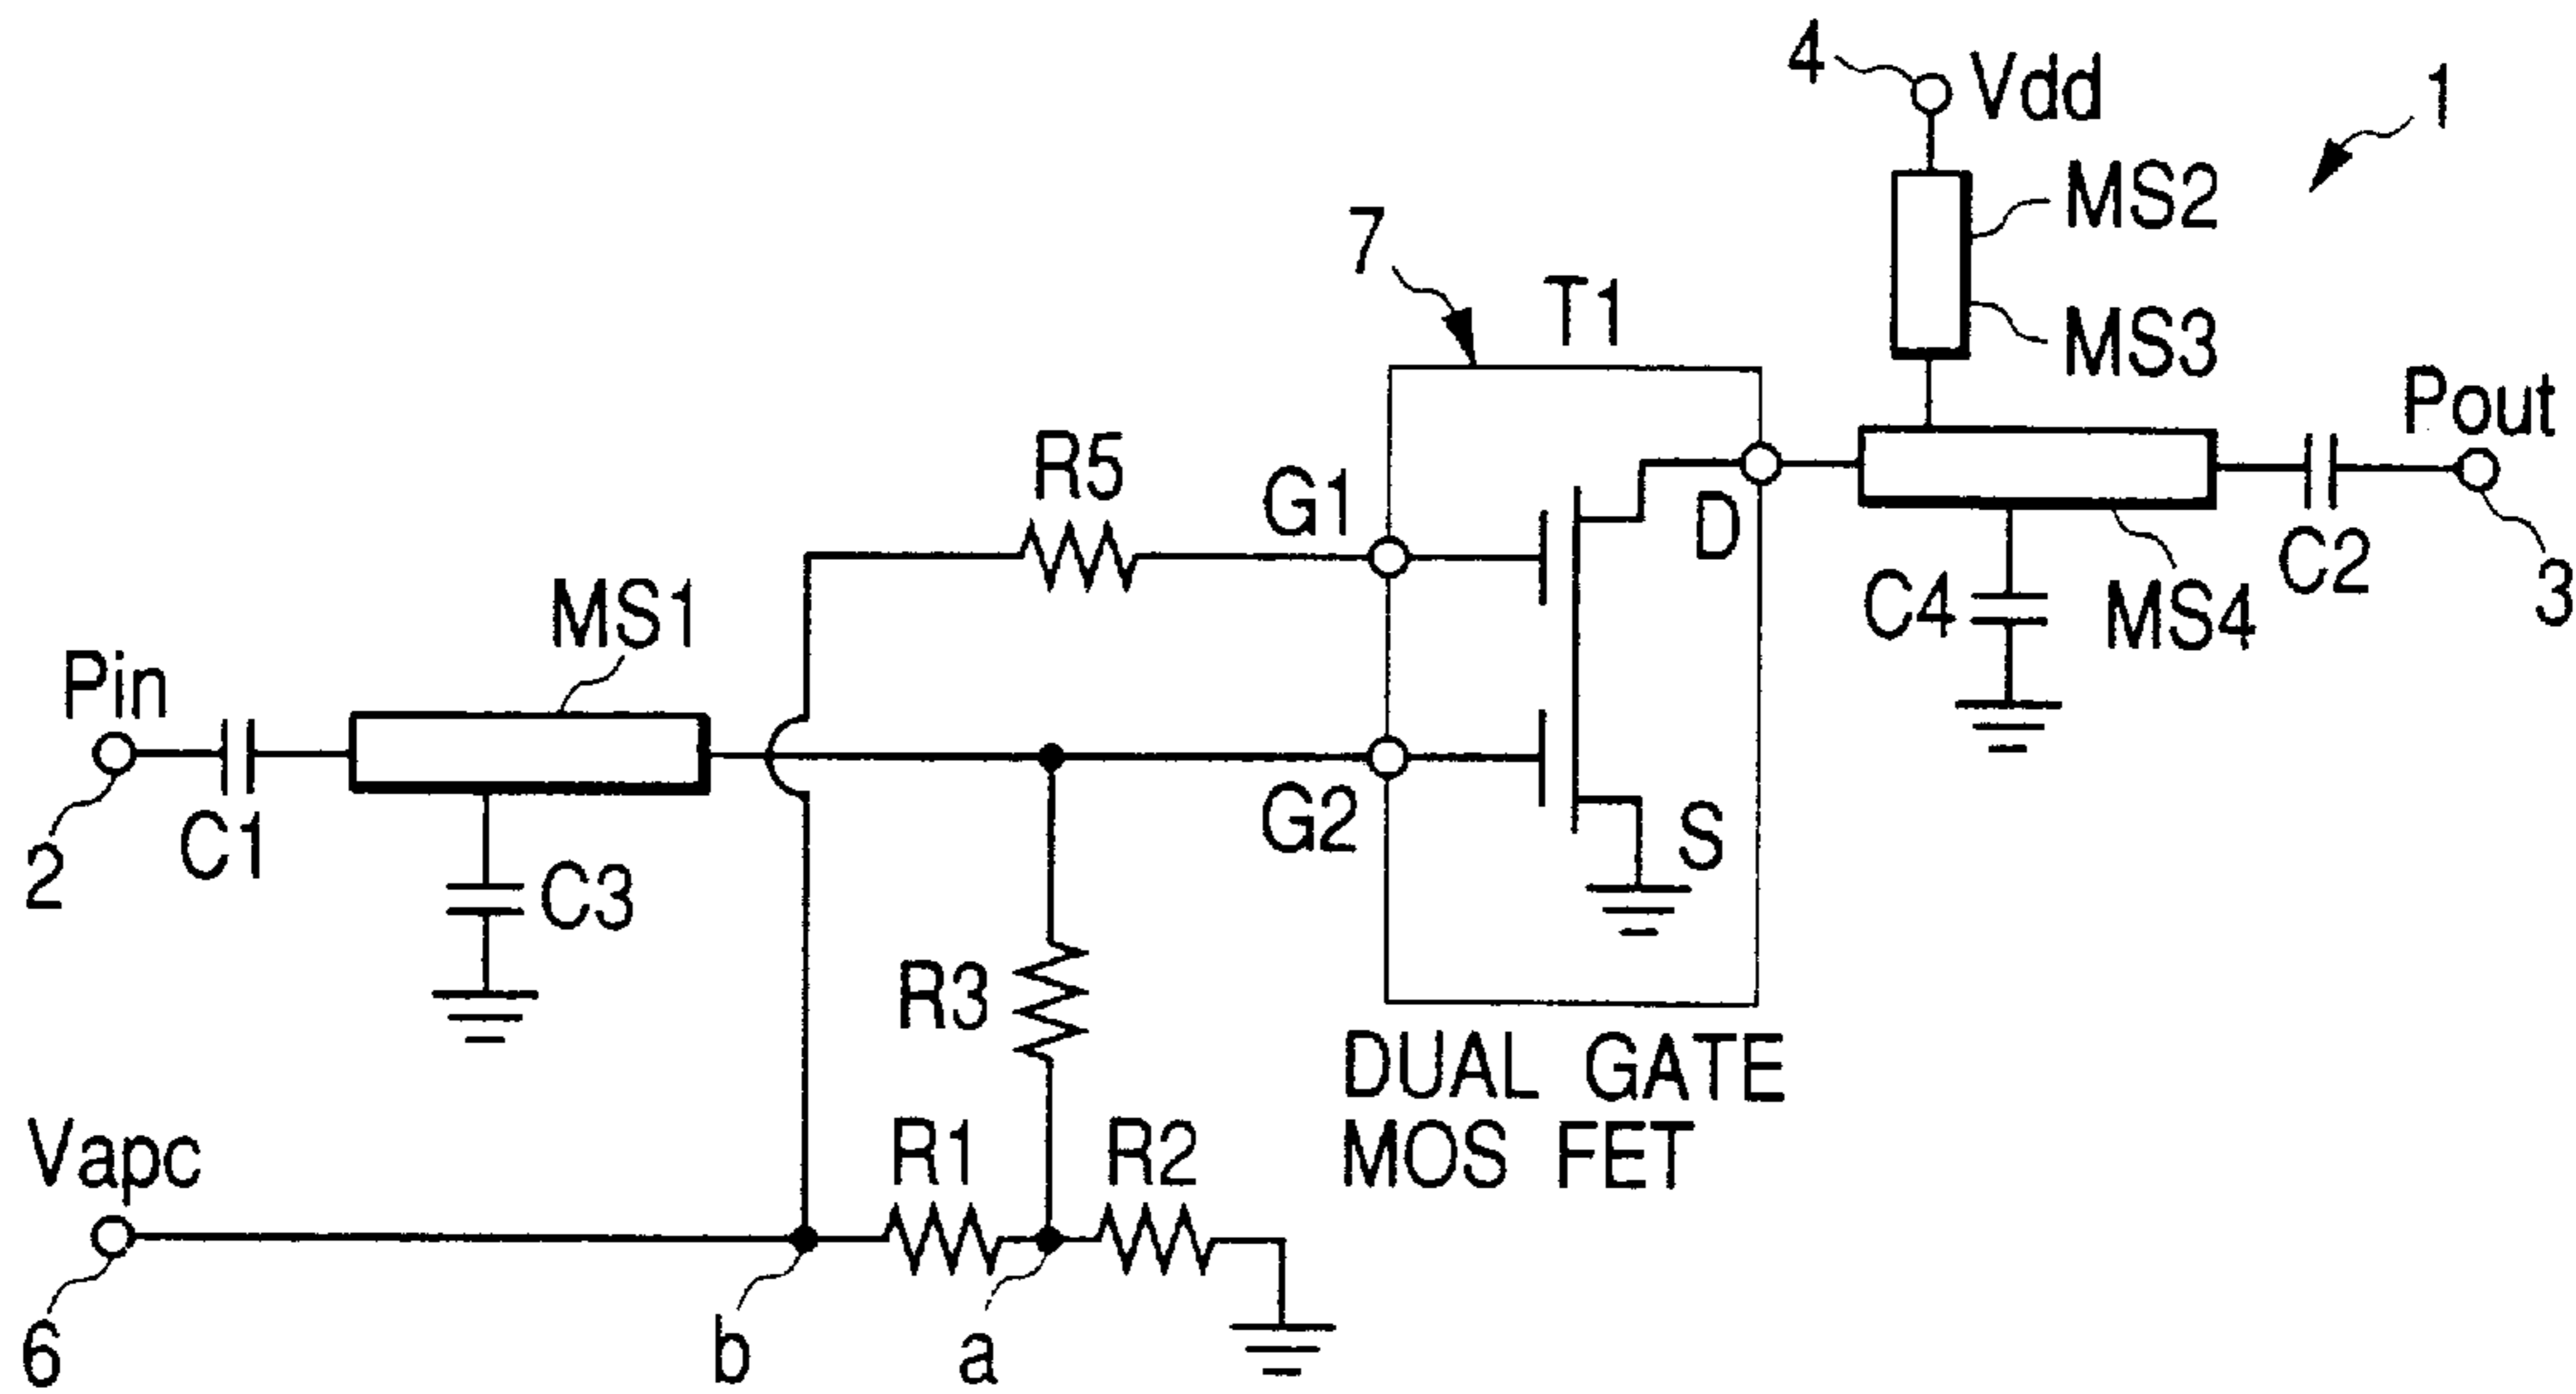 4
Vdd
1
MS2
7
T1
MS3
Pout
R5
G1
D
C2
MS1
C4
MS4
3
Pin
G2
S
C1
2
C3
R3
DUAL GATE
MOS FET
Vapc
R1
R2
6
b
a